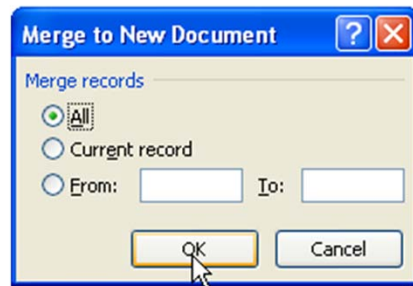 Merge to New Document ?
Merge records
All
Current record
From: To:
OK Cancel